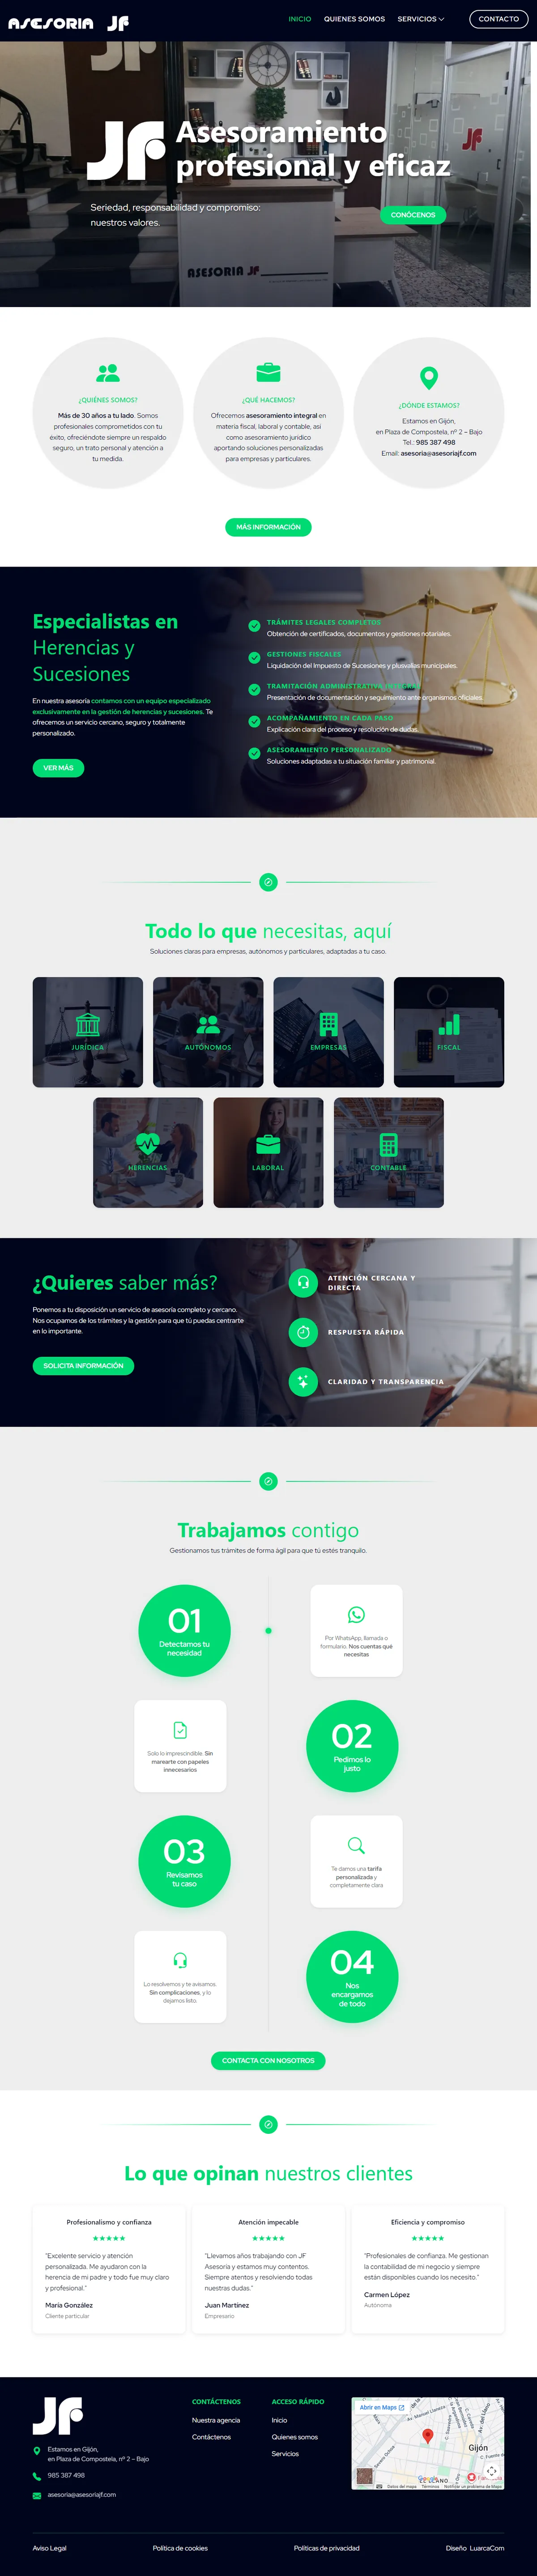 ASESORIA JF
INICIO
QUIENES SOMOS
SERVICIOS
CONTACTO
JF
Asesoramiento
profesional y eficaz
Seriedad, responsabilidad y compromiso:
nuestros valores.
CONÓCENOS
ASESORIA JF
¿QUIÉNES SOMOS?
Más de 30 años a tu lado. Somos
profesionales comprometidos con tu
éxito, ofreciéndote siempre un respaldo
seguro, un trato personal y atención a
tu medida.
¿QUÉ HACEMOS?
Ofrecemos asesoramiento integral en
materia fiscal, laboral y contable, así
como asesoramiento jurídico
aportando soluciones personalizadas
para empresas y particulares.
¿DÓNDE ESTAMOS?
Estamos en Gijón,
en Plaza de Compostela, nº 2 – Bajo
Tel.: 985 387 498
Email: asesoria@asesoriajf.com
MÁS INFORMACIÓN
Especialistas en
Herencias y
Sucesiones
En nuestra asesoría contamos con un equipo especializado
exclusivamente en la gestión de herencias y sucesiones. Te
ofrecemos un servicio cercano, seguro y totalmente
personalizado.
VER MÁS
TRÁMITES LEGALES COMPLETOS
Obtención de certificados, documentos y gestiones notariales.
GESTIONES FISCALES
Liquidación del Impuesto de Sucesiones y plusvalías municipales.
TRAMITACIÓN ADMINISTRATIVA INTEGRAL
Presentación de documentación y seguimiento ante organismos oficiales.
ACOMPAÑAMIENTO EN CADA PASO
Explicación clara del proceso y resolución de dudas.
ASESORAMIENTO PERSONALIZADO
Soluciones adaptadas a tu situación familiar y patrimonial.
Todo lo que necesitas, aquí
Soluciones claras para empresas, autónomos y particulares, adaptadas a tu caso.
JURÍDICA
AUTÓNOMOS
EMPRESAS
FISCAL
HERENCIAS
LABORAL
CONTABLE
¿Quieres saber más?
Ponemos a tu disposición un servicio de asesoría completo y cercano.
Nos ocupamos de los trámites y la gestión para que tú puedas centrarte
en lo importante.
SOLICITA INFORMACIÓN
ATENCIÓN CERCANA Y
DIRECTA
RESPUESTA RÁPIDA
CLARIDAD Y TRANSPARENCIA
Trabajamos contigo
Gestionamos tus trámites de forma ágil para que tú estés tranquilo.
01
Detectamos tu
necesidad
Por WhatsApp, llamada o
formulario. Nos cuentas qué
necesitas
Solo lo imprescindible. Sin
marearte con papeles
innecesarios
02
Pedimos lo
justo
03
Revisamos
tu caso
Te damos una tarifa
personalizada y
completamente clara
Lo resolvemos y te avisamos.
Sin complicaciones, y lo
dejamos listo.
04
Nos
encargamos
de todo
CONTACTA CON NOSOTROS
Lo que opinan nuestros clientes
Profesionalismo y confianza
★★★★★
"Excelente servicio y atención
personalizada. Me ayudaron con la
herencia de mi padre y todo fue muy claro
y profesional."
María González
Cliente particular
Atención impecable
★★★★★
"Llevamos años trabajando con JF
Asesoría y estamos muy contentos.
Siempre atentos y resolviendo todas
nuestras dudas."
Juan Martínez
Empresario
Eficiencia y compromiso
★★★★★
"Profesionales de confianza. Me gestionan
la contabilidad de mi negocio y siempre
están disponibles cuando los necesito."
Carmen López
Autónoma
JF
Estamos en Gijón,
en Plaza de Compostela, nº 2 – Bajo
985 387 498
asesoria@asesoriajf.com
CONTÁCTENOS
Nuestra agencia
Contáctenos
ACCESO RÁPIDO
Inicio
Quienes somos
Servicios
Abrir en Maps
Gijón
Google
Datos del mapa
Términos
Notificar un problema de Maps
Aviso Legal
Política de cookies
Políticas de privacidad
Diseño LuarcaCom